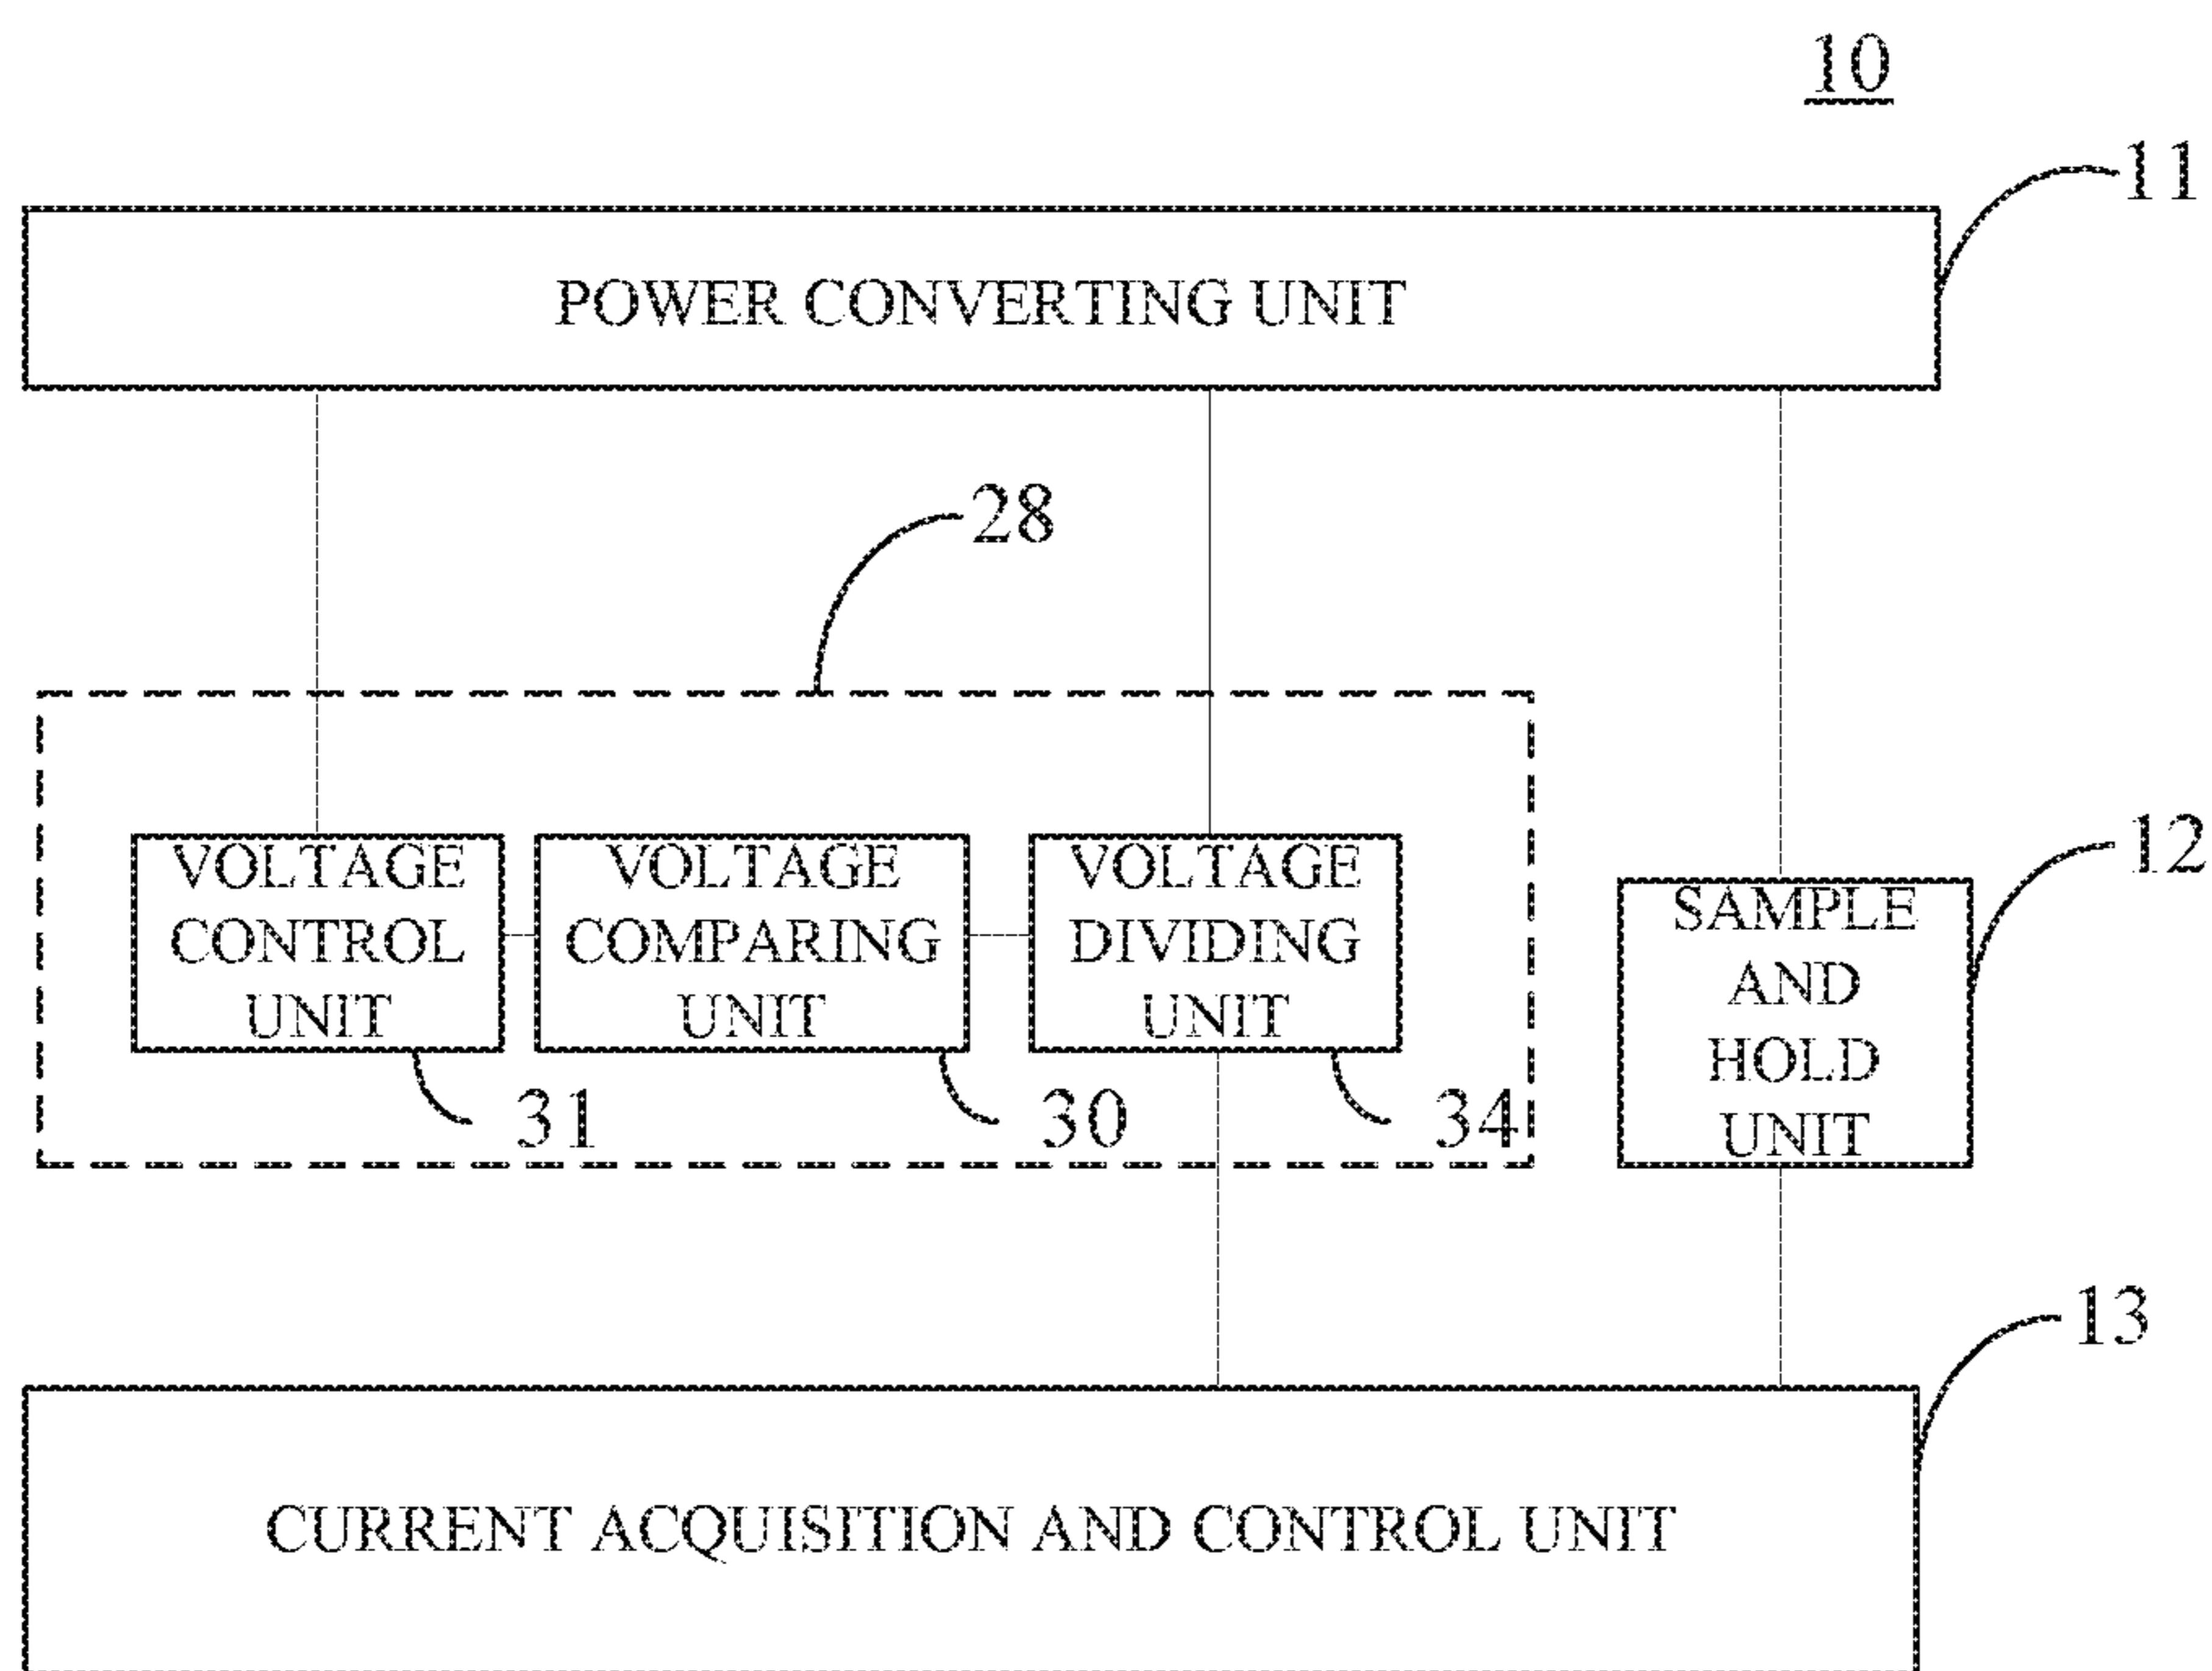 10
11
POWER CONVERTING UNIT
28
VOLTAGE
CONTROL
UNIT
VOLTAGE
COMPARING
UNIT
VOLTAGE
DIVIDING
UNIT
12
SAMPLE
AND
HOLD
UNIT
31
30
34
13
CURRENT ACQUISITION AND CONTROL UNIT